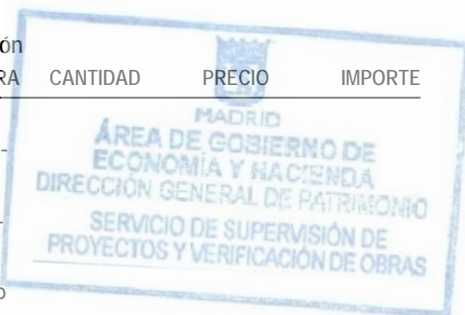 ón
RA CANTIDAD PRECIO IMPORTE
MADRID
ÁREA DE GOBIERNO DE
ECONOMÍA Y HACIENDA
DIRECCIÓN GENERAL DE PATRIMONIO
SERVICIO DE SUPERVISIÓN DE
PROYECTOS Y VERIFICACIÓN DE OBRAS
o